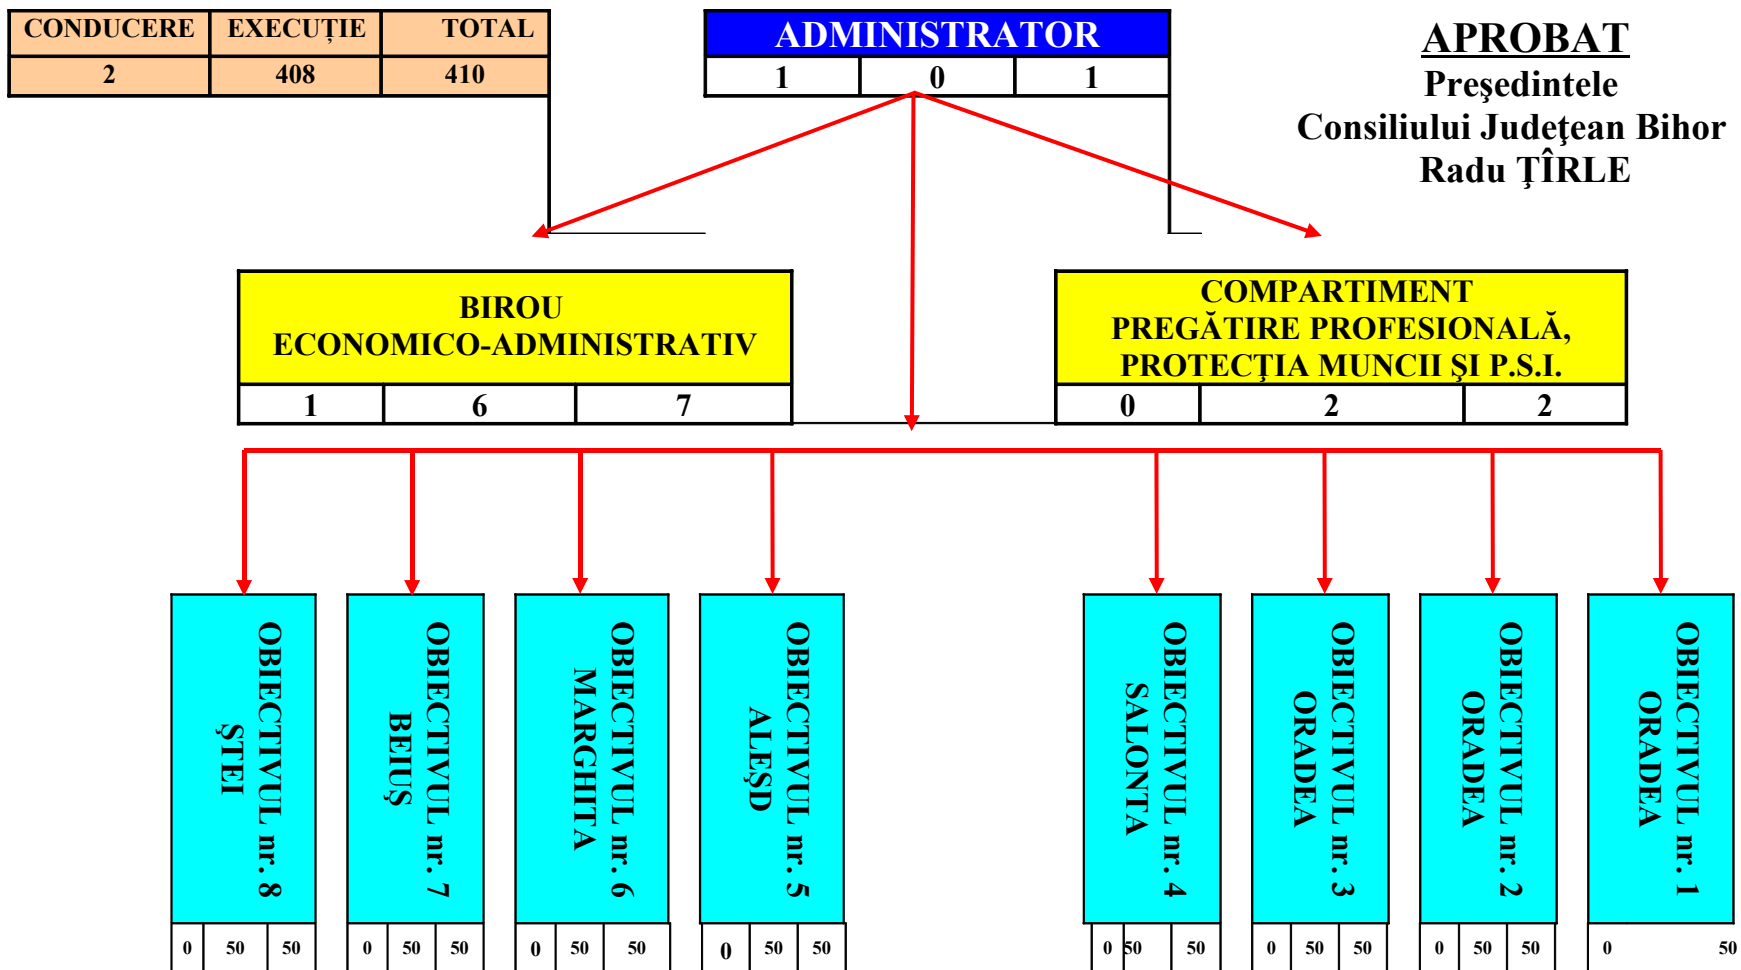 CONDUCERE EXECUȚIE TOTAL
2 408 410
ADMINISTRATOR
1 0 1
APROBAT
Preşedintele
Consiliului Judeţean Bihor
Radu ŢÎRLE
BIROU
ECONOMICO-ADMINISTRATIV
1 6 7
COMPARTIMENT
PREGĂTIRE PROFESIONALĂ,
PROTECŢIA MUNCII ŞI P.S.I.
0 2 2
OBIECTIVUL nr. 8
ŞTEI
0 50 50
OBIECTIVUL nr. 7
BEIUŞ
0 50 50
OBIECTIVUL nr. 6
MARGHITA
0 50 50
OBIECTIVUL nr. 5
ALEŞD
0 50 50
OBIECTIVUL nr. 4
SALONTA
0 50 50
OBIECTIVUL nr. 3
ORADEA
0 50 50
OBIECTIVUL nr. 2
ORADEA
0 50 50
OBIECTIVUL nr. 1
ORADEA
0 50